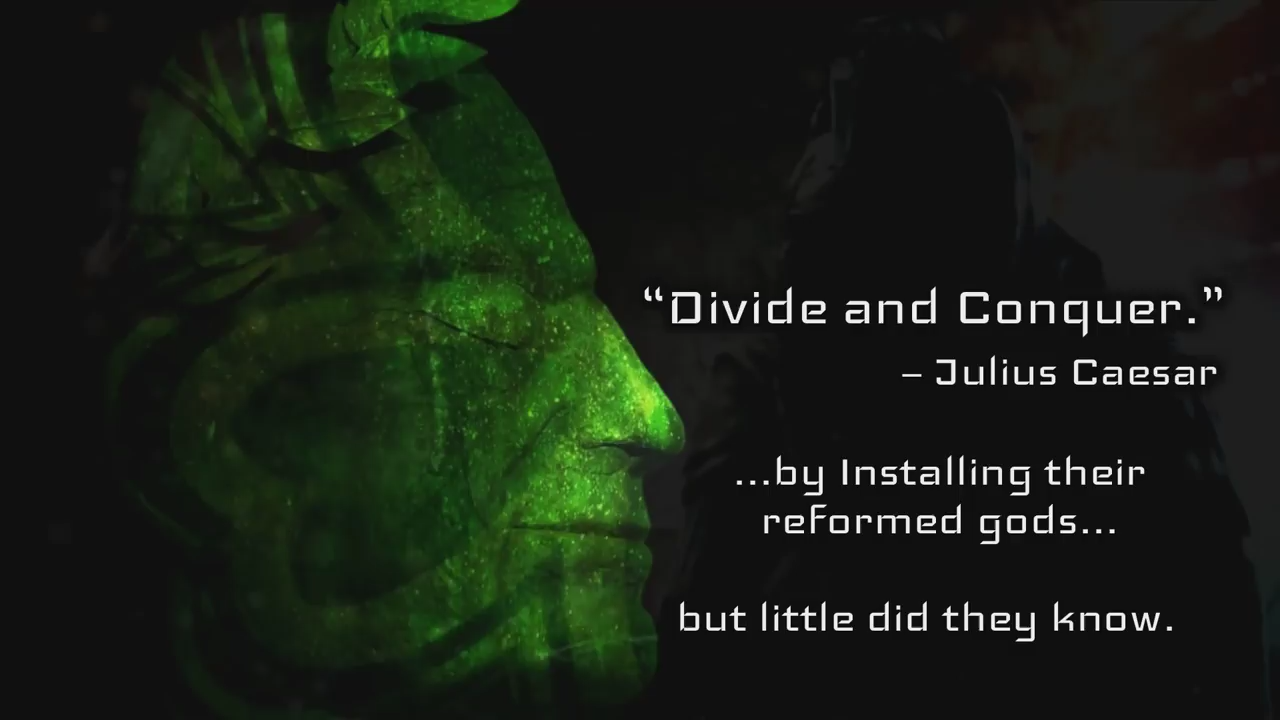 “Divide and Conquer.”
– Julius Caesar
...by Installing their
reformed gods...
but little did they know.